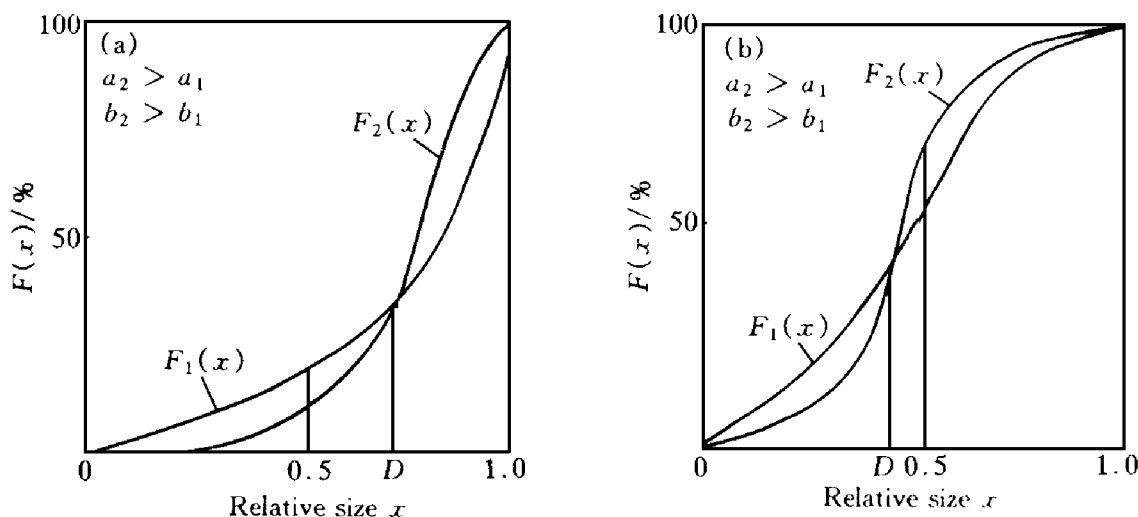 100
(a)
a₂ > a₁
b₂ > b₁
F₂(x)
F(x)/%
50
F₁(x)
0 0.5 D 1.0
Relative size x
100
(b)
a₂ > a₁
b₂ > b₁
F₂(x)
F(x)/%
50
F₁(x)
0 D 0.5 1.0
Relative size x